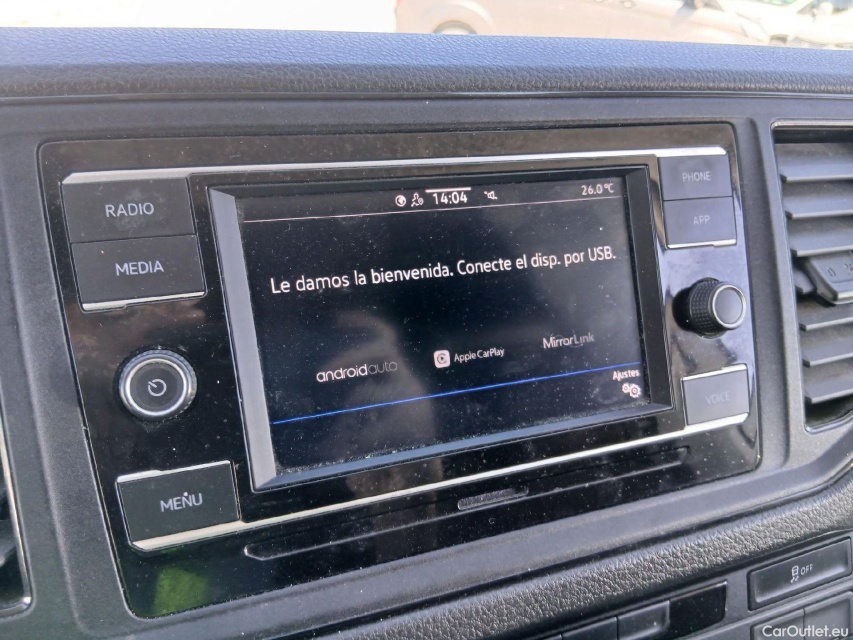 RADIO
MEDIA
MENU
14:04
26.0°C
Le damos la bienvenida. Conecte el disp. por USB.
androidauto
Apple CarPlay
MirrorLink
Ajustes
PHONE
APP
VOICE
OFF
CarOutlet.eu